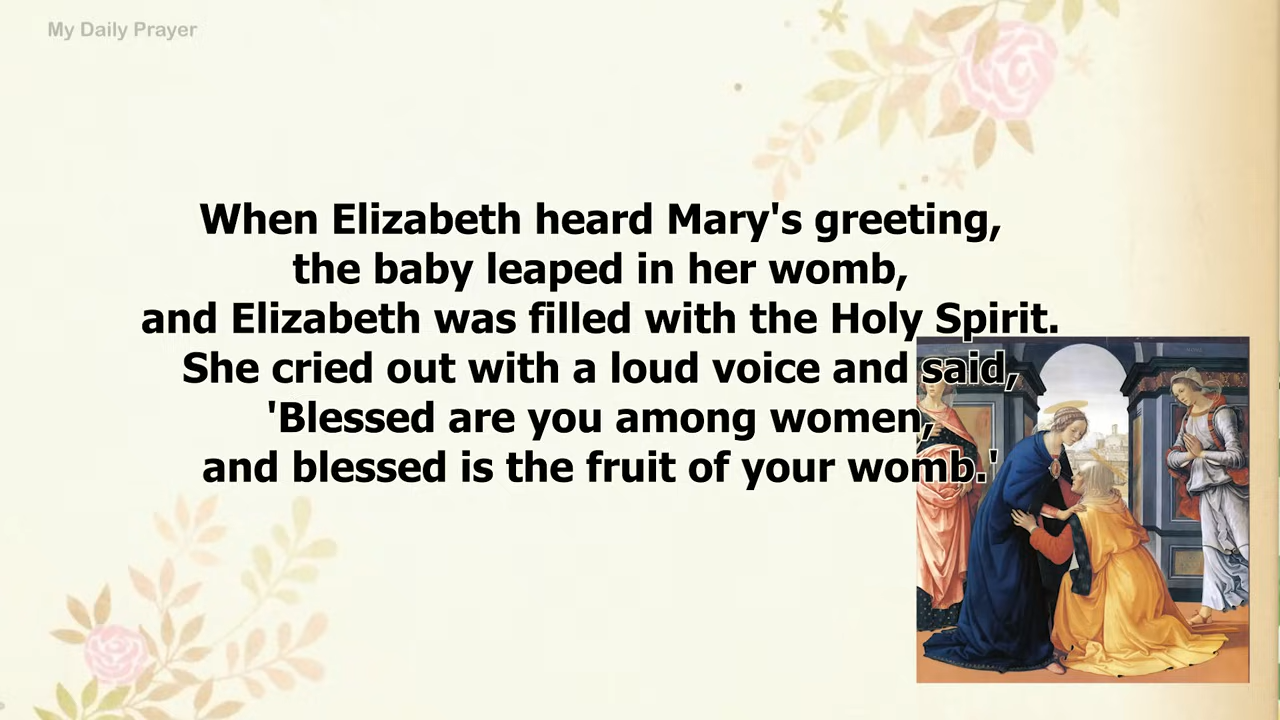 My Daily Prayer
When Elizabeth heard Mary's greeting,
the baby leaped in her womb,
and Elizabeth was filled with the Holy Spirit.
She cried out with a loud voice and said,
'Blessed are you among women,
and blessed is the fruit of your womb.'